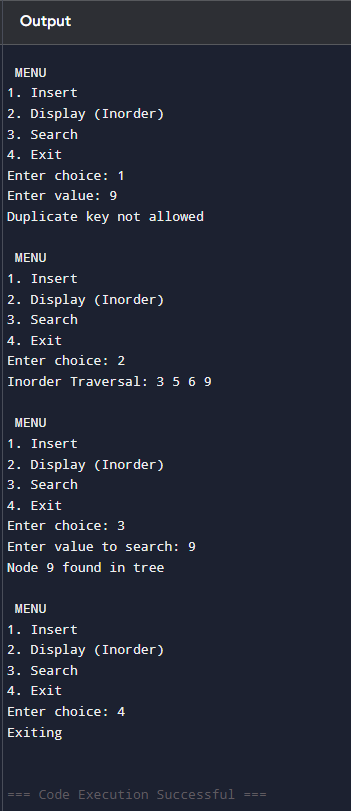 Output
MENU
1. Insert
2. Display (Inorder)
3. Search
4. Exit
Enter choice: 1
Enter value: 9
Duplicate key not allowed
MENU
1. Insert
2. Display (Inorder)
3. Search
4. Exit
Enter choice: 2
Inorder Traversal: 3 5 6 9
MENU
1. Insert
2. Display (Inorder)
3. Search
4. Exit
Enter choice: 3
Enter value to search: 9
Node 9 found in tree
MENU
1. Insert
2. Display (Inorder)
3. Search
4. Exit
Enter choice: 4
Exiting
=== Code Execution Successful ===